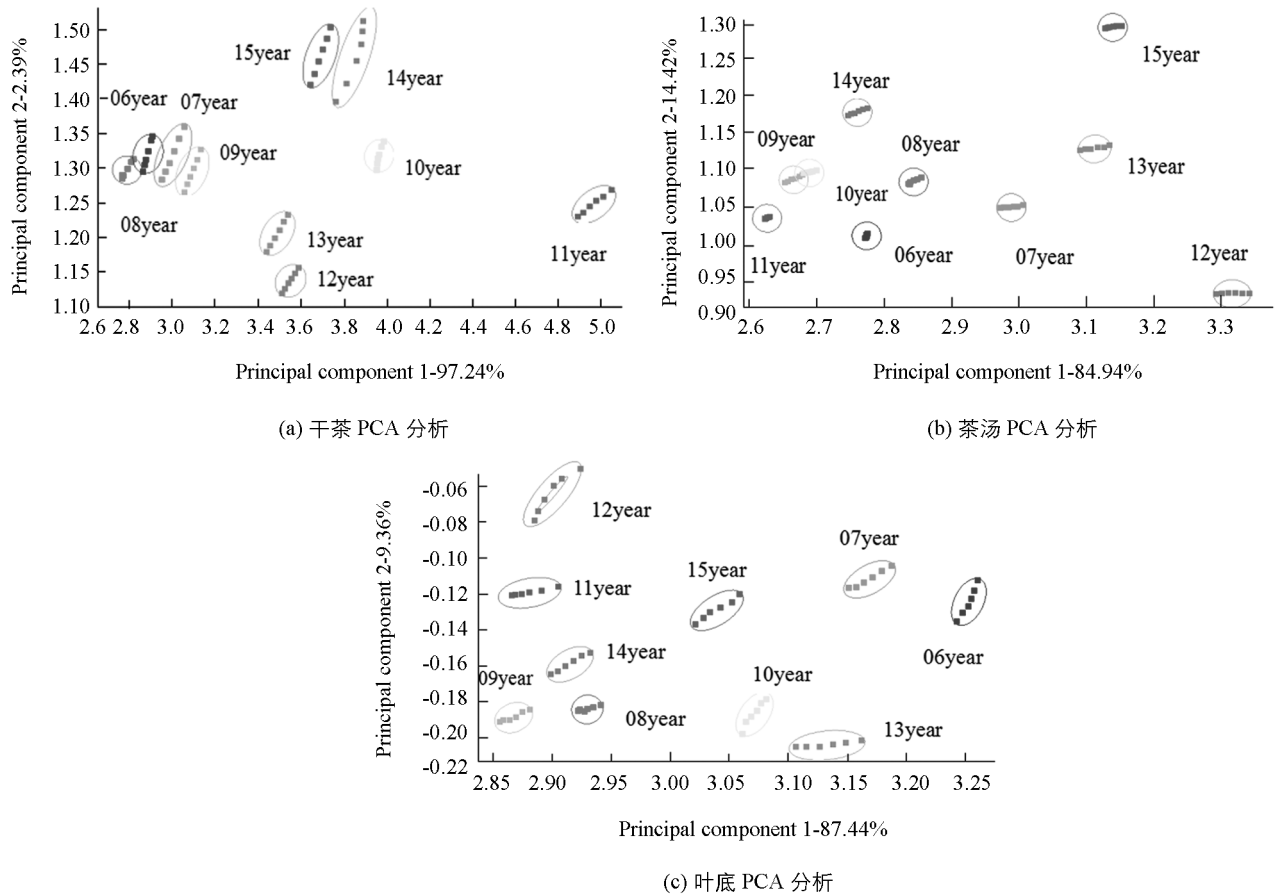 Principal component 2-2.39%
1.50
1.45
1.40
1.35
1.30
1.25
1.20
1.15
1.10
15year
14year
06year
07year
09year
10year
08year
13year
11year
12year
2.6 2.8 3.0 3.2 3.4 3.6 3.8 4.0 4.2 4.4 4.6 4.8 5.0
Principal component 1-97.24%
(a) 干茶 PCA 分析
Principal component 2-14.42%
1.30
1.25
1.20
1.15
1.10
1.05
1.00
0.95
0.90
15year
14year
09year
08year
13year
10year
11year
06year
07year
12year
2.6 2.7 2.8 2.9 3.0 3.1 3.2 3.3
Principal component 1-84.94%
(b) 茶汤 PCA 分析
Principal component 2-9.36%
-0.06
-0.08
-0.10
-0.12
-0.14
-0.16
-0.18
-0.20
-0.22
12year
07year
15year
11year
14year
06year
09year
10year
08year
13year
2.85 2.90 2.95 3.00 3.05 3.10 3.15 3.20 3.25
Principal component 1-87.44%
(c) 叶底 PCA 分析